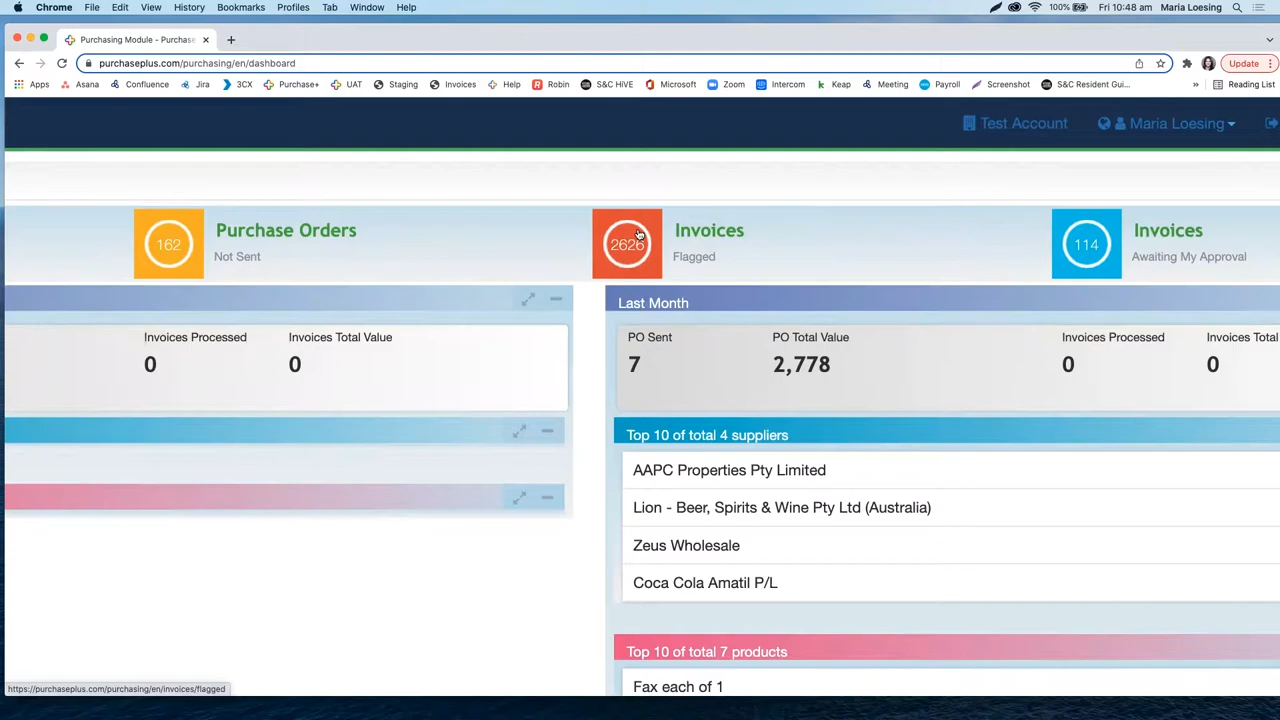 Chrome File Edit View History Bookmarks Profiles Tab Window Help 100% Fri 10:48 am Maria Loesing
Purchasing Module - Purchase
purchaseplus.com/purchasing/en/dashboard Update
Apps Asana Confluence Jira 3CX Purchase+ UAT Staging Invoices Help Robin S&C HiVE Microsoft Zoom Intercom Keap Meeting Payroll Screenshot S&C Resident Gui... » Reading List
Test Account Maria Loesing
162 Purchase Orders
Not Sent
2626 Invoices
Flagged
114 Invoices
Awaiting My Approval
Last Month
Invoices Processed Invoices Total Value
0 0
PO Sent PO Total Value Invoices Processed Invoices Total
7 2,778 0 0
Top 10 of total 4 suppliers
AAPC Properties Pty Limited
Lion - Beer, Spirits & Wine Pty Ltd (Australia)
Zeus Wholesale
Coca Cola Amatil P/L
Top 10 of total 7 products
Fax each of 1
https://purchaseplus.com/purchasing/en/invoices/flagged